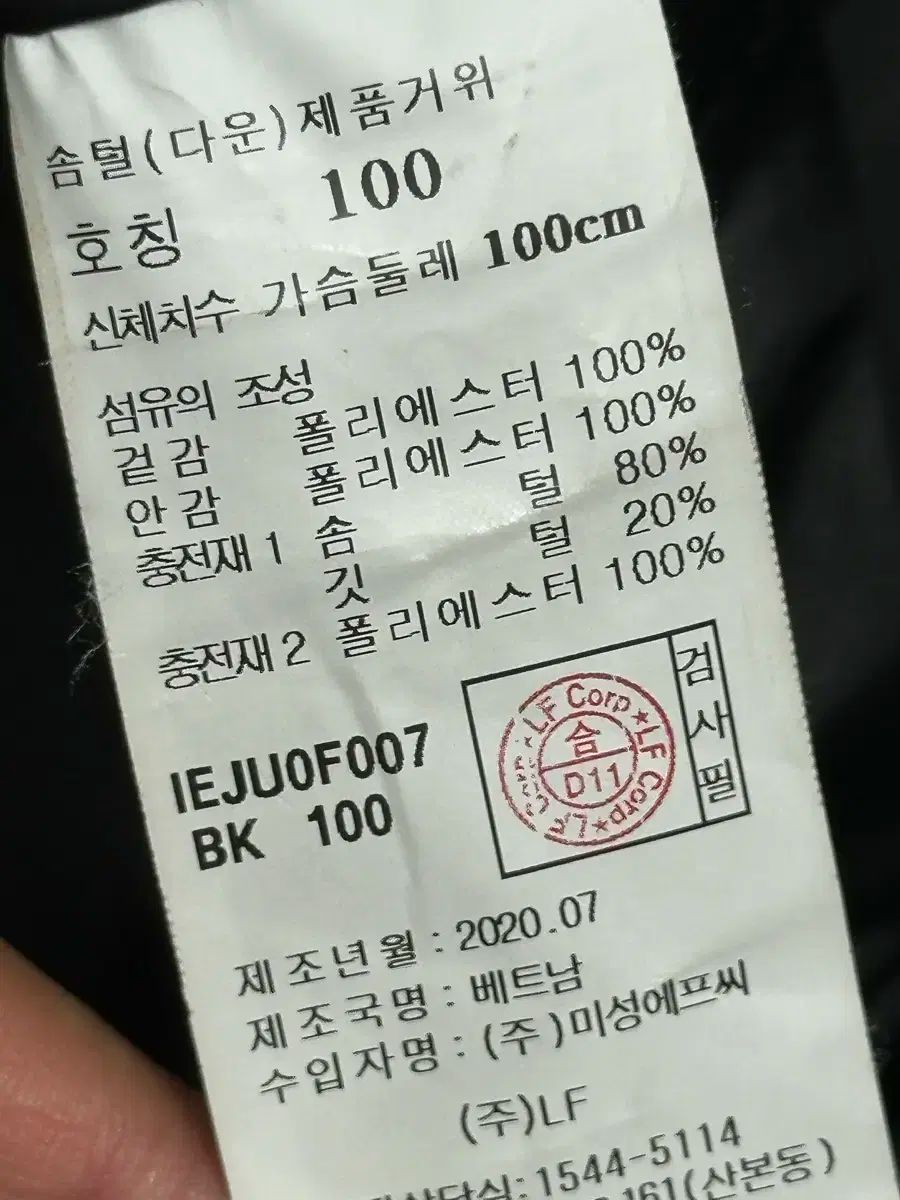 솜털(다운)제품거위
호칭 100
신체치수 가슴둘레 100cm
섬유의 조성
겉감 폴리에스터 100%
안감 폴리에스터 100%
충전재1 솜 털 80%
깃 털 20%
충전재2 폴리에스터 100%
IEJU0F007
BK 100
검사필
LF Corp★LF Corp★LF
솜
D11
제조년월:2020.07
제조국명:베트남
수입자명:(주)미성에프씨
(주)LF
1544-5114
161(산본동)